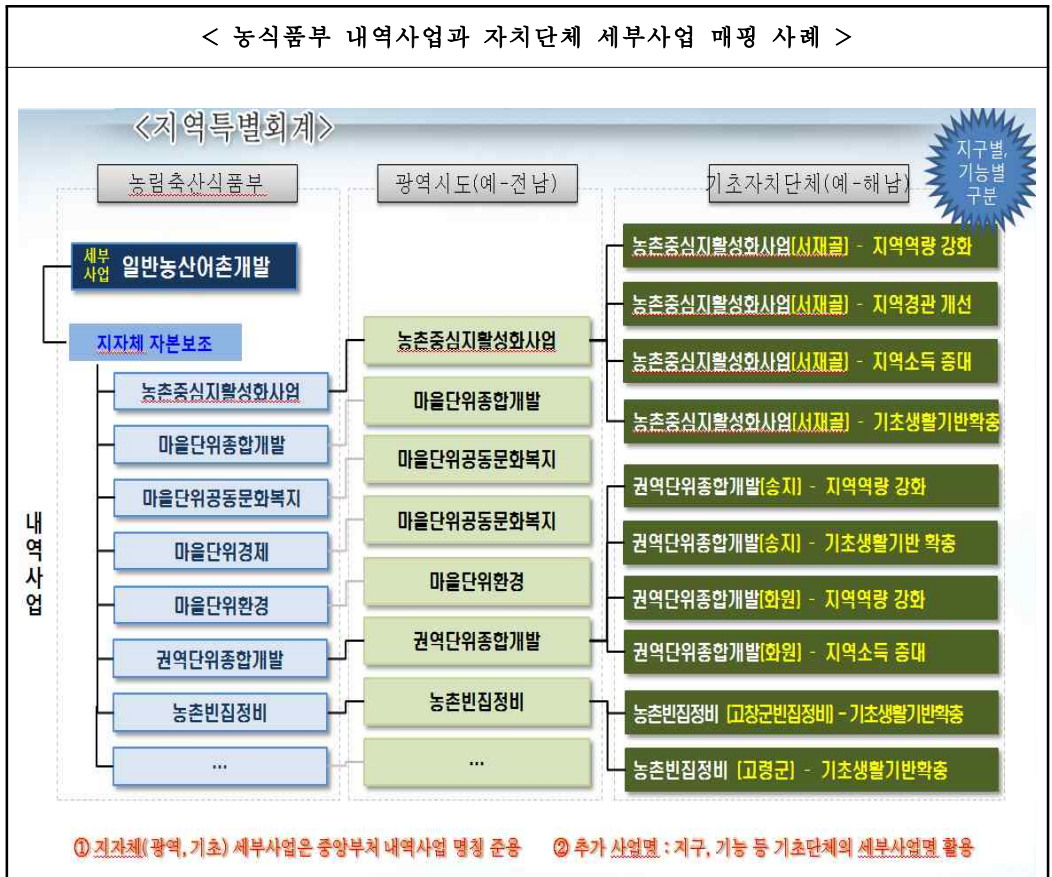 < 농식품부 내역사업과 자치단체 세부사업 매핑 사례 >
<지역특별회계>
지구별,
기능별
구분
농림축산식품부
광역시도(예-전남)
기초자치단체(예-해남)
세부
사업 일반농산어촌개발
지자체 자본보조
내역사업
농촌중심지활성화사업
마을단위종합개발
마을단위공동문화복지
마을단위경제
마을단위환경
권역단위종합개발
농촌빈집정비
...
농촌중심지활성화사업
마을단위종합개발
마을단위공동문화복지
마을단위공동문화복지
마을단위환경
권역단위종합개발
농촌빈집정비
...
농촌중심지활성화사업(서재골) - 지역역량 강화
농촌중심지활성화사업(서재골) - 지역경관 개선
농촌중심지활성화사업(서재골) - 지역소득 증대
농촌중심지활성화사업(서재골) - 기초생활기반확충
권역단위종합개발(송지) - 지역역량 강화
권역단위종합개발(송지) - 기초생활기반 확충
권역단위종합개발(화원) - 지역역량 강화
권역단위종합개발(화원) - 지역소득 증대
농촌빈집정비 (고창군빈집정비) - 기초생활기반확충
농촌빈집정비 (고령군) - 기초생활기반확충
① 지자체(광역, 기초) 세부사업은 중앙부처 내역사업 명칭 준용 ② 추가 사업명 : 지구, 기능 등 기초단체의 세부사업명 활용